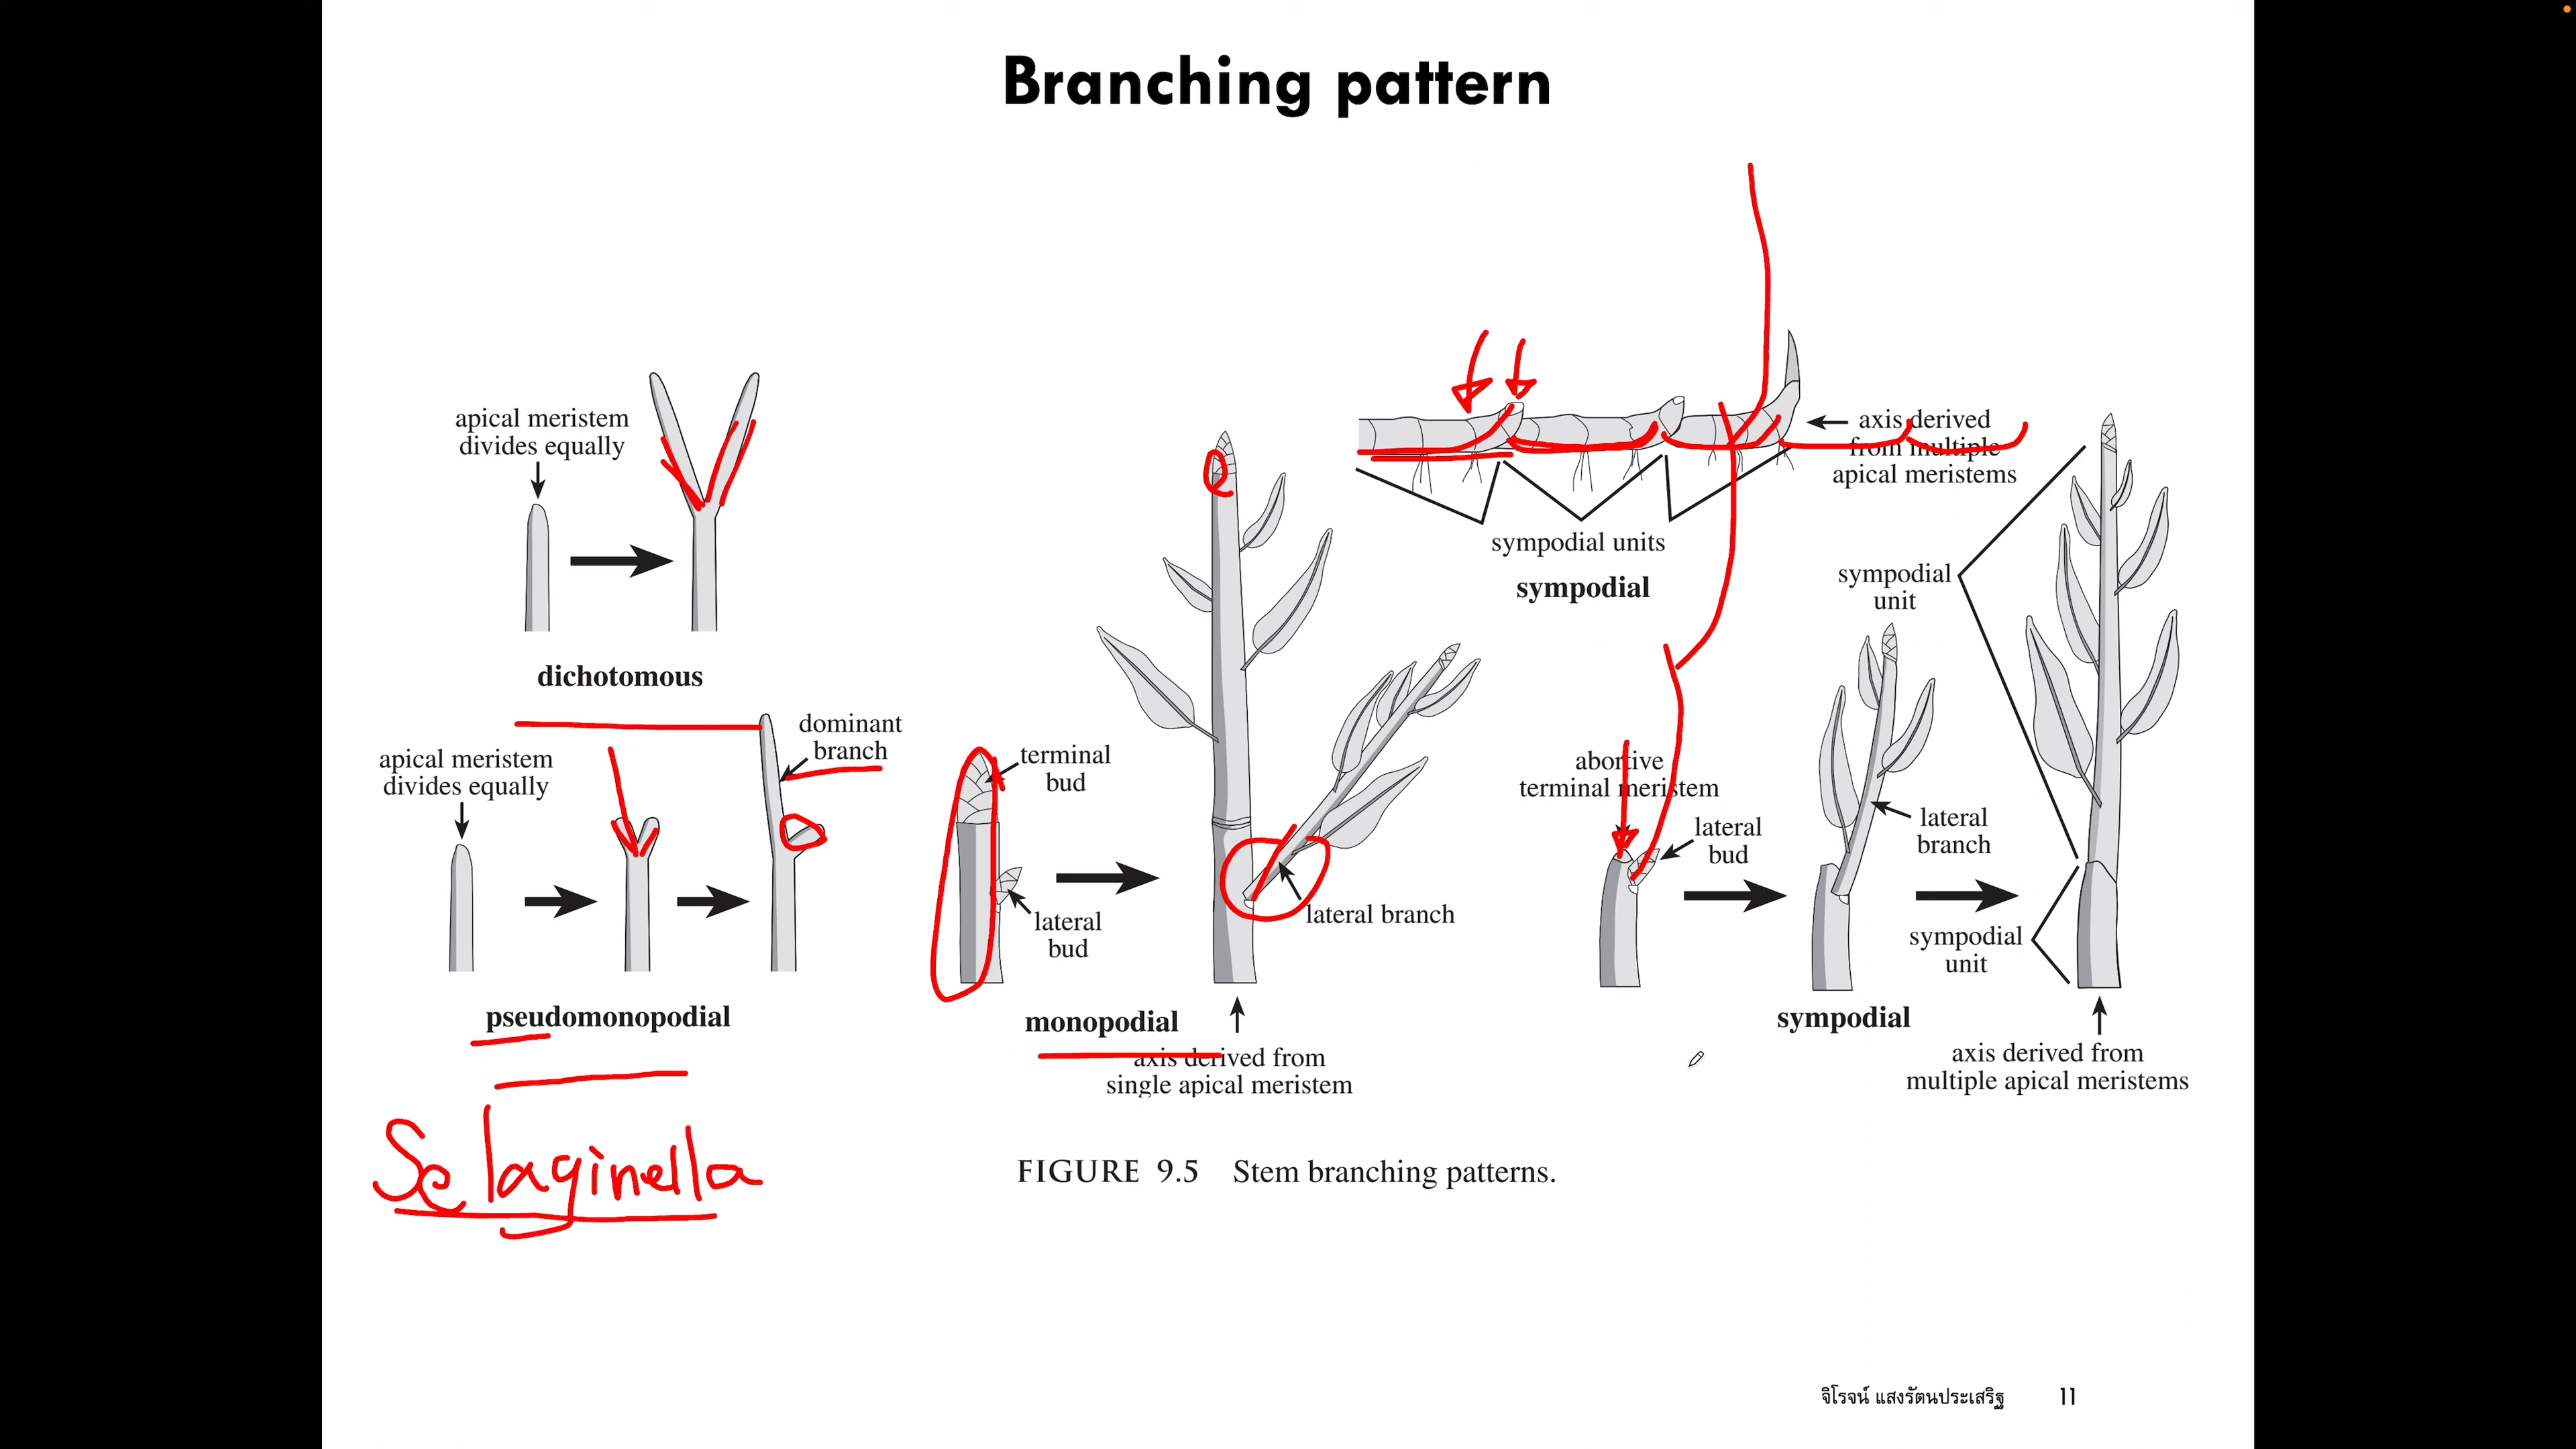 Branching pattern
apical meristem
divides equally
dichotomous
apical meristem
divides equally
dominant
branch
pseudomonopodial
Selaginella
terminal
bud
lateral
bud
lateral branch
monopodial
axis derived from
single apical meristem
axis derived
from multiple
apical meristems
sympodial units
sympodial
abortive
terminal meristem
lateral
bud
lateral
branch
sympodial
unit
sympodial
unit
sympodial
axis derived from
multiple apical meristems
FIGURE 9.5 Stem branching patterns.
จิโรจน์ แสงรัตนประเสริฐ 11